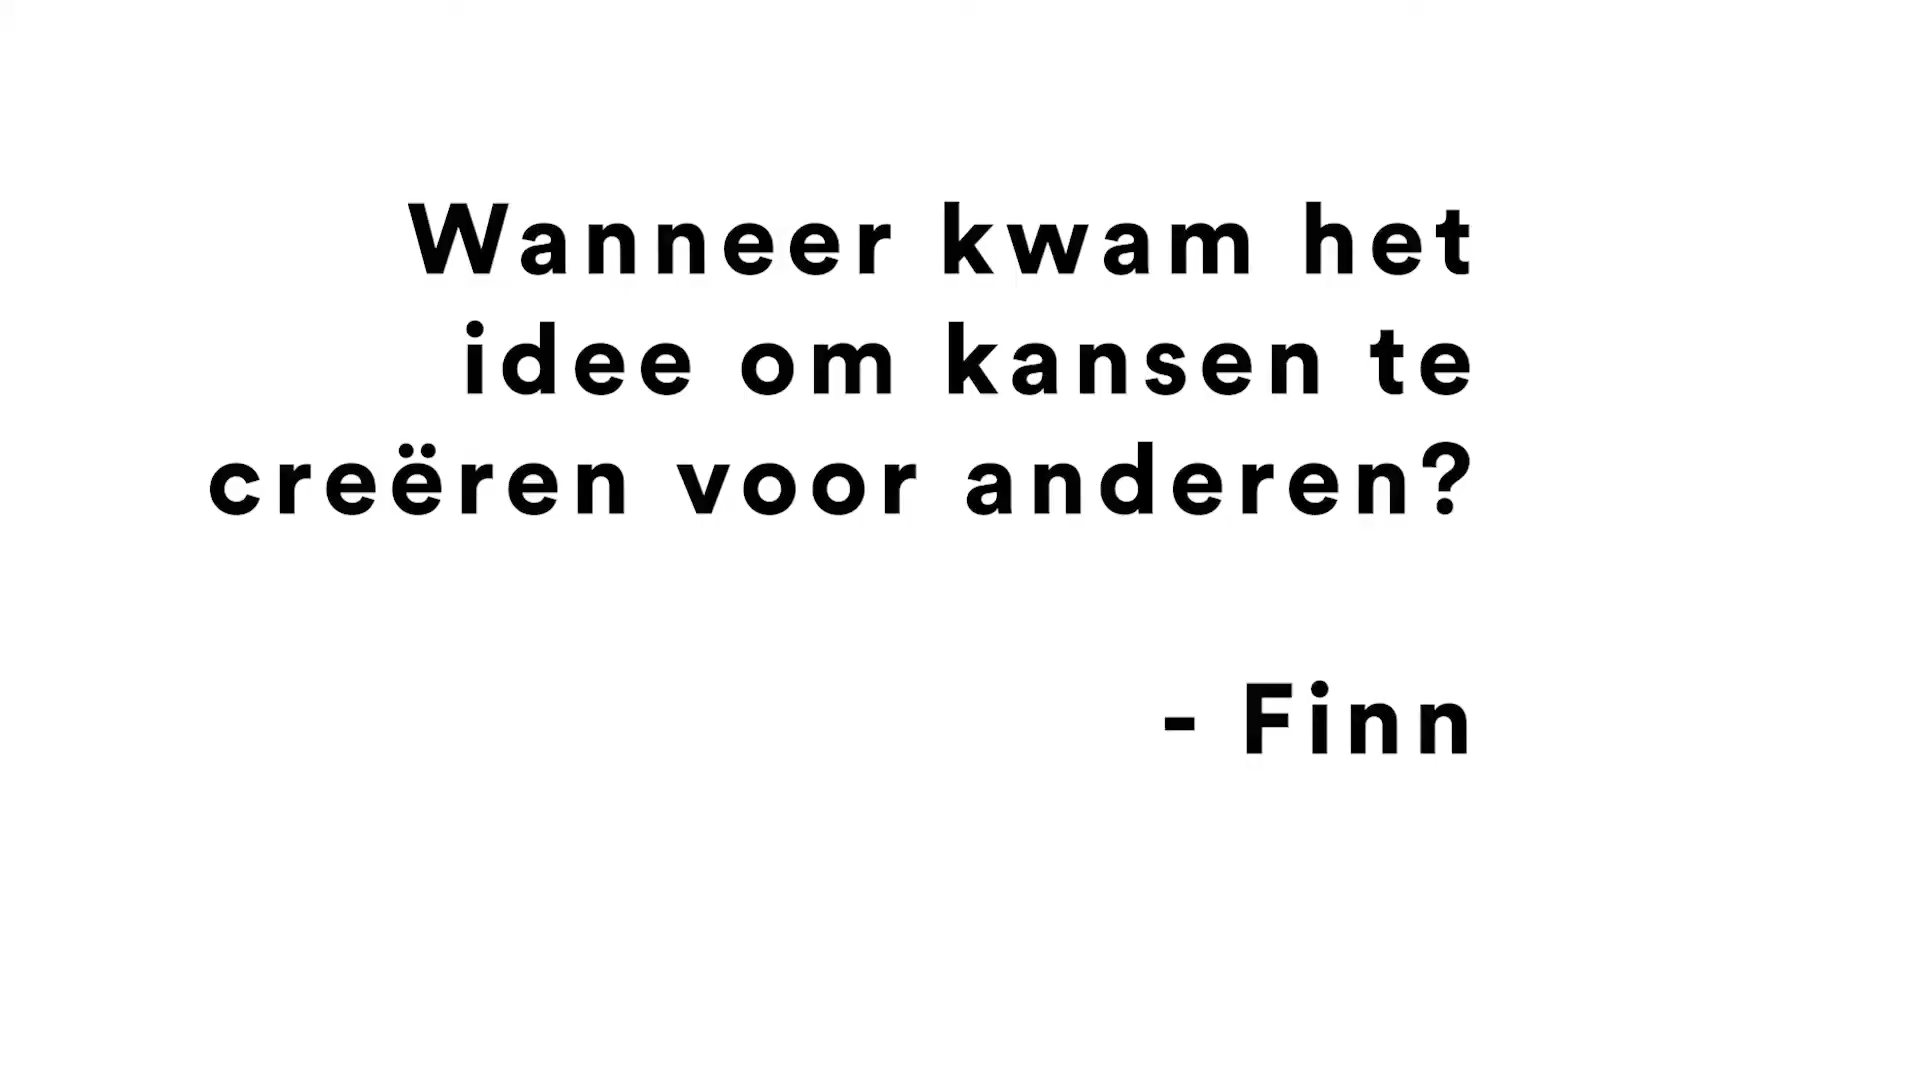 Wanneer kwam het
idee om kansen te
creëren voor anderen?
- Finn